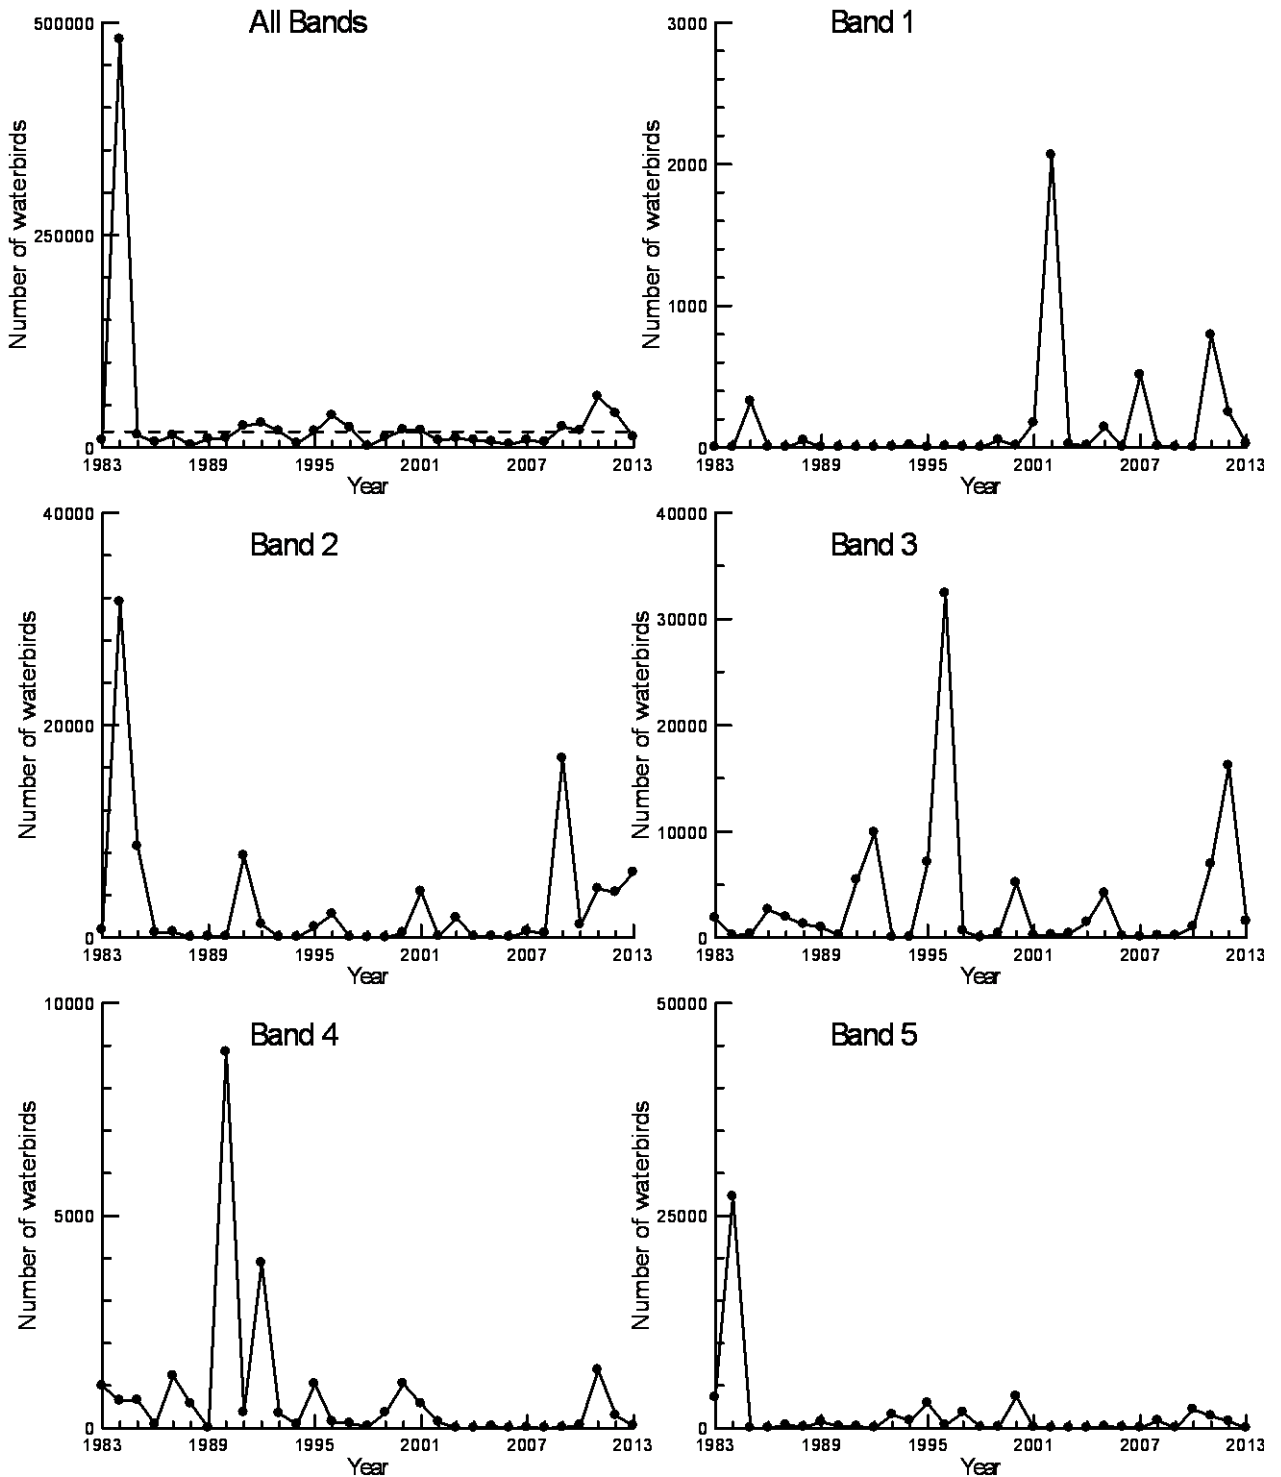 All Bands
500000
250000
0
Number of waterbirds
1983 1989 1995 2001 2007 2013
Year
Band 1
3000
2000
1000
0
Number of waterbirds
1983 1989 1995 2001 2007 2013
Year
Band 2
40000
20000
0
Number of waterbirds
1983 1989 1995 2001 2007 2013
Year
Band 3
40000
30000
20000
10000
0
Number of waterbirds
1983 1989 1995 2001 2007 2013
Year
Band 4
10000
5000
0
Number of waterbirds
1983 1989 1995 2001 2007 2013
Year
Band 5
50000
25000
0
Number of waterbirds
1983 1989 1995 2001 2007 2013
Year